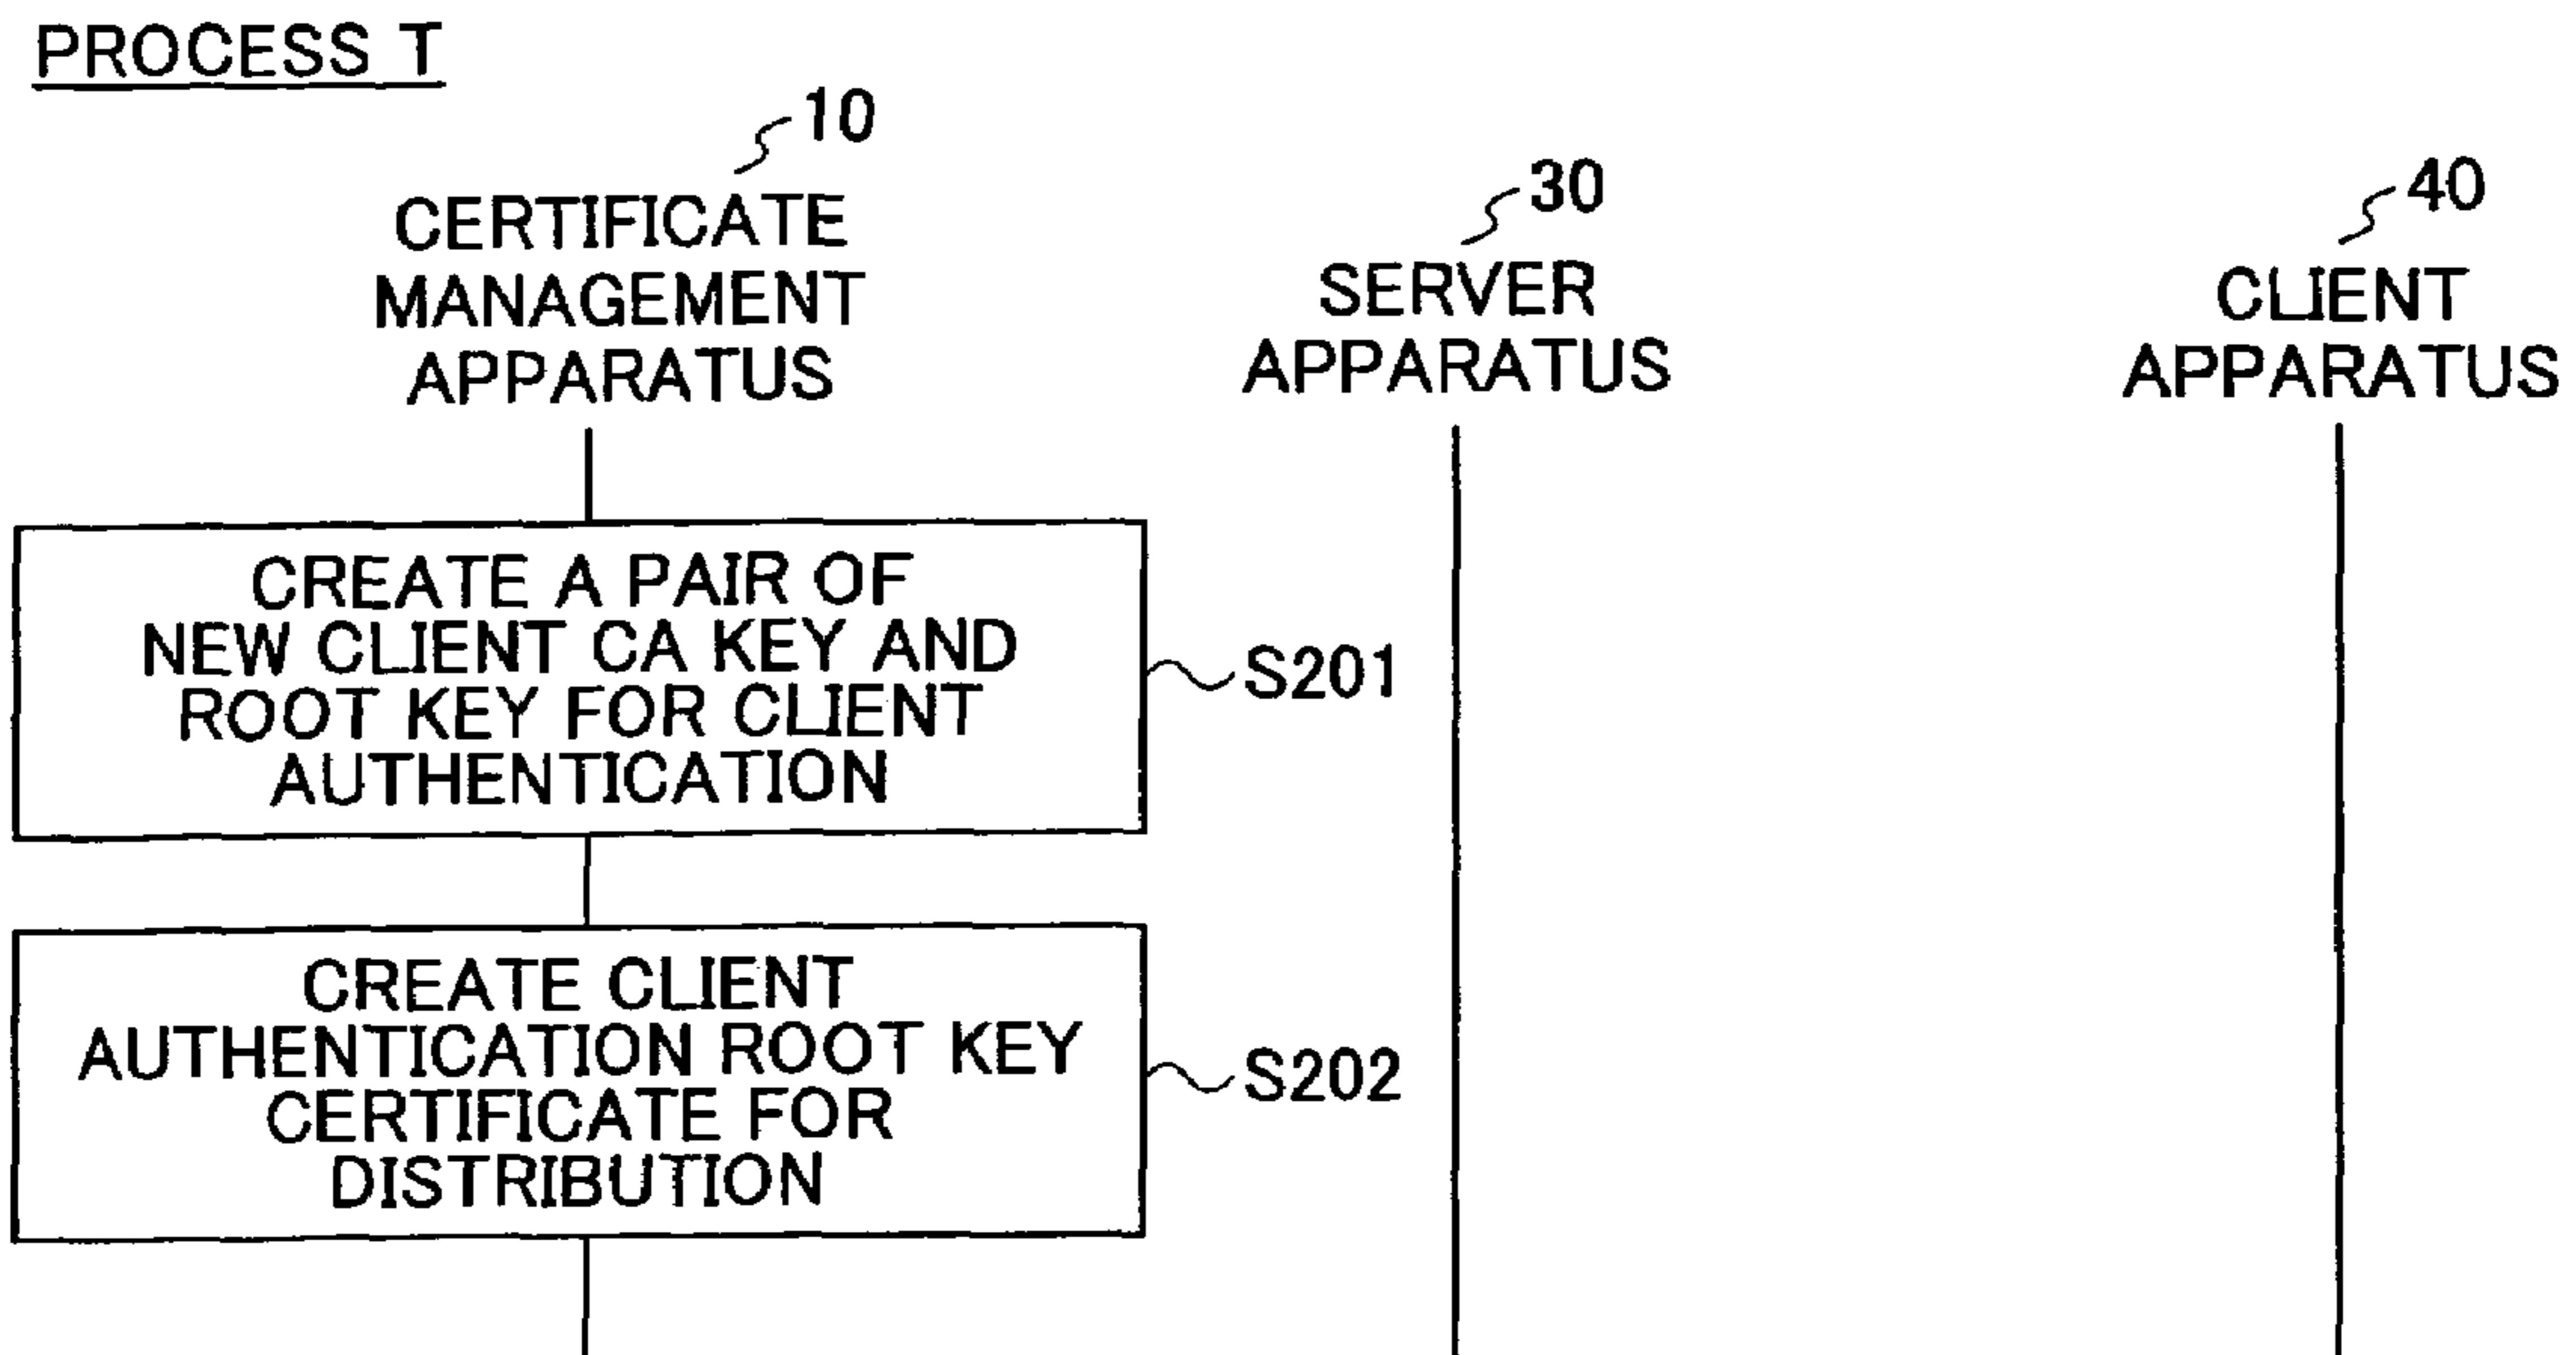 PROCESS T
10
CERTIFICATE
MANAGEMENT
APPARATUS
30
SERVER
APPARATUS
40
CLIENT
APPARATUS
CREATE A PAIR OF
NEW CLIENT CA KEY AND
ROOT KEY FOR CLIENT
AUTHENTICATION
S201
CREATE CLIENT
AUTHENTICATION ROOT KEY
CERTIFICATE FOR
DISTRIBUTION
S202